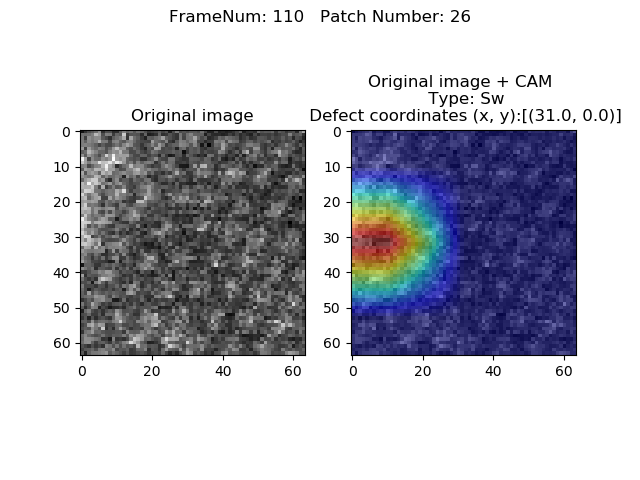 FrameNum: 110   Patch Number: 26
Original image
Original image + CAM
Type: Sw
Defect coordinates (x, y):[(31.0, 0.0)]
0
10
20
30
40
50
60
0 20 40 60
0
10
20
30
40
50
60
0 20 40 60